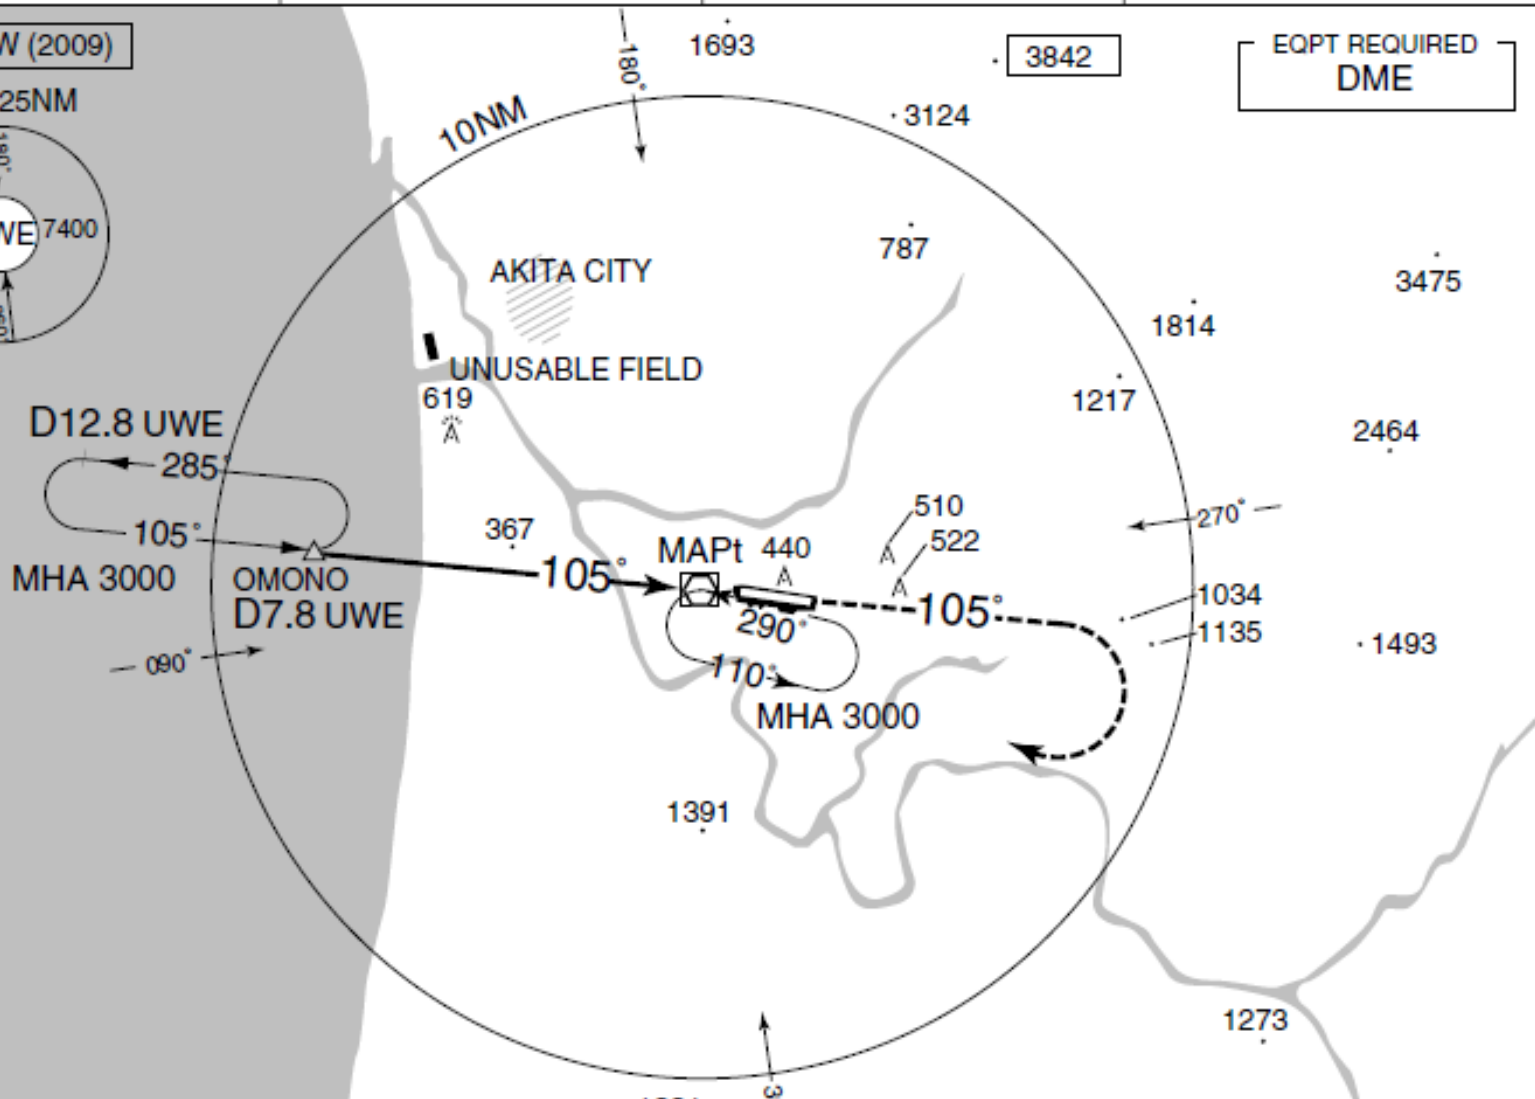 W (2009)
1693
3842
EQPT REQUIRED
DME
25NM
180°
10NM
3124
7400
787
AKITA CITY
3475
1814
UNUSABLE FIELD
619
1217
D12.8 UWE
2464
285°
510
270°
105°
367
MAPt
440
522
MHA 3000
OMONO
105°
105°
1034
D7.8 UWE
290°
1135
1493
090°
110°
MHA 3000
1391
1273